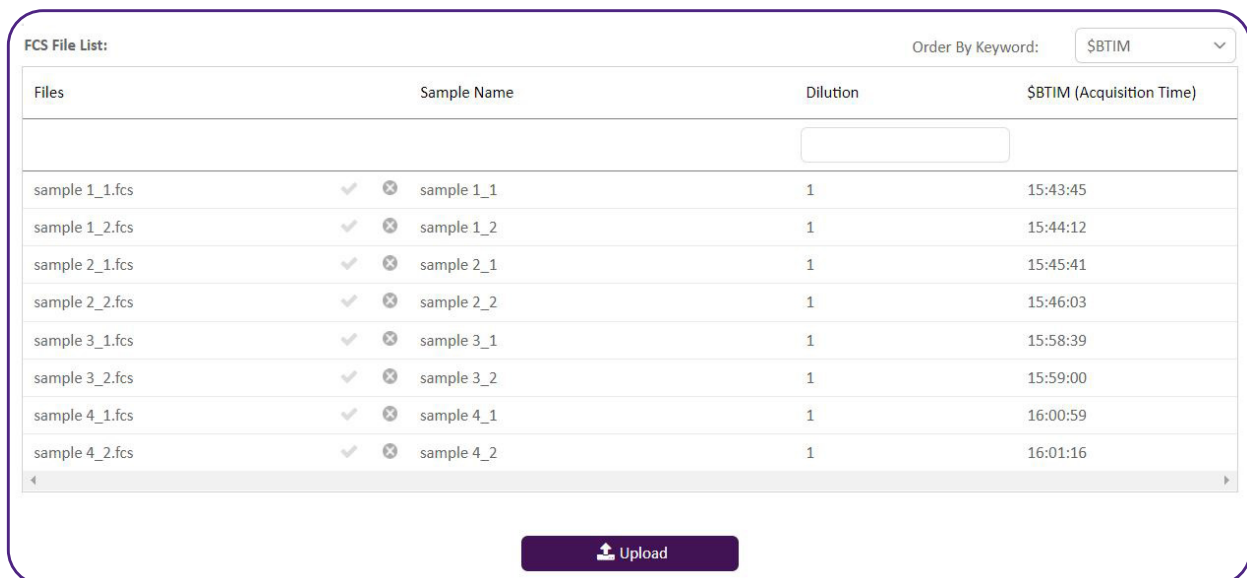 FCS File List: Order By Keyword: $BTIM
Files Sample Name Dilution $BTIM (Acquisition Time)
sample 1_1.fcs sample 1_1 1 15:43:45
sample 1_2.fcs sample 1_2 1 15:44:12
sample 2_1.fcs sample 2_1 1 15:45:41
sample 2_2.fcs sample 2_2 1 15:46:03
sample 3_1.fcs sample 3_1 1 15:58:39
sample 3_2.fcs sample 3_2 1 15:59:00
sample 4_1.fcs sample 4_1 1 16:00:59
sample 4_2.fcs sample 4_2 1 16:01:16
Upload